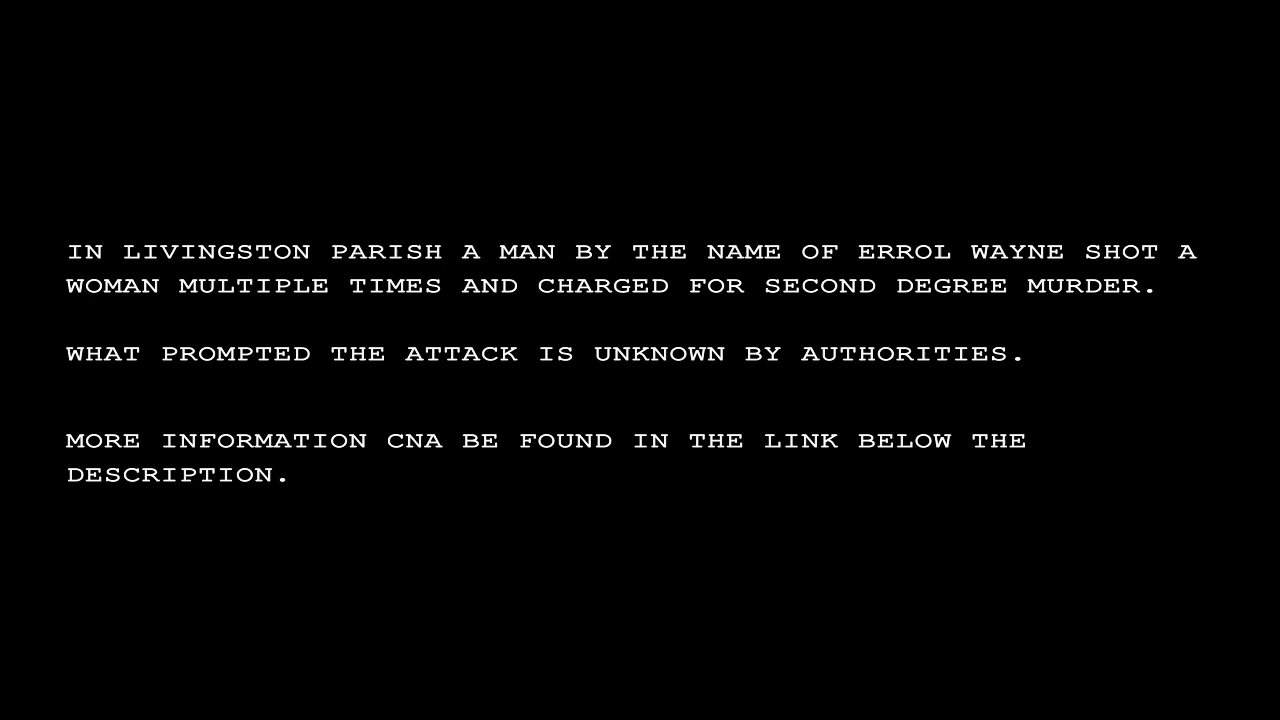 IN LIVINGSTON PARISH A MAN BY THE NAME OF ERROL WAYNE SHOT A
WOMAN MULTIPLE TIMES AND CHARGED FOR SECOND DEGREE MURDER.
WHAT PROMPTED THE ATTACK IS UNKNOWN BY AUTHORITIES.
MORE INFORMATION CNA BE FOUND IN THE LINK BELOW THE
DESCRIPTION.